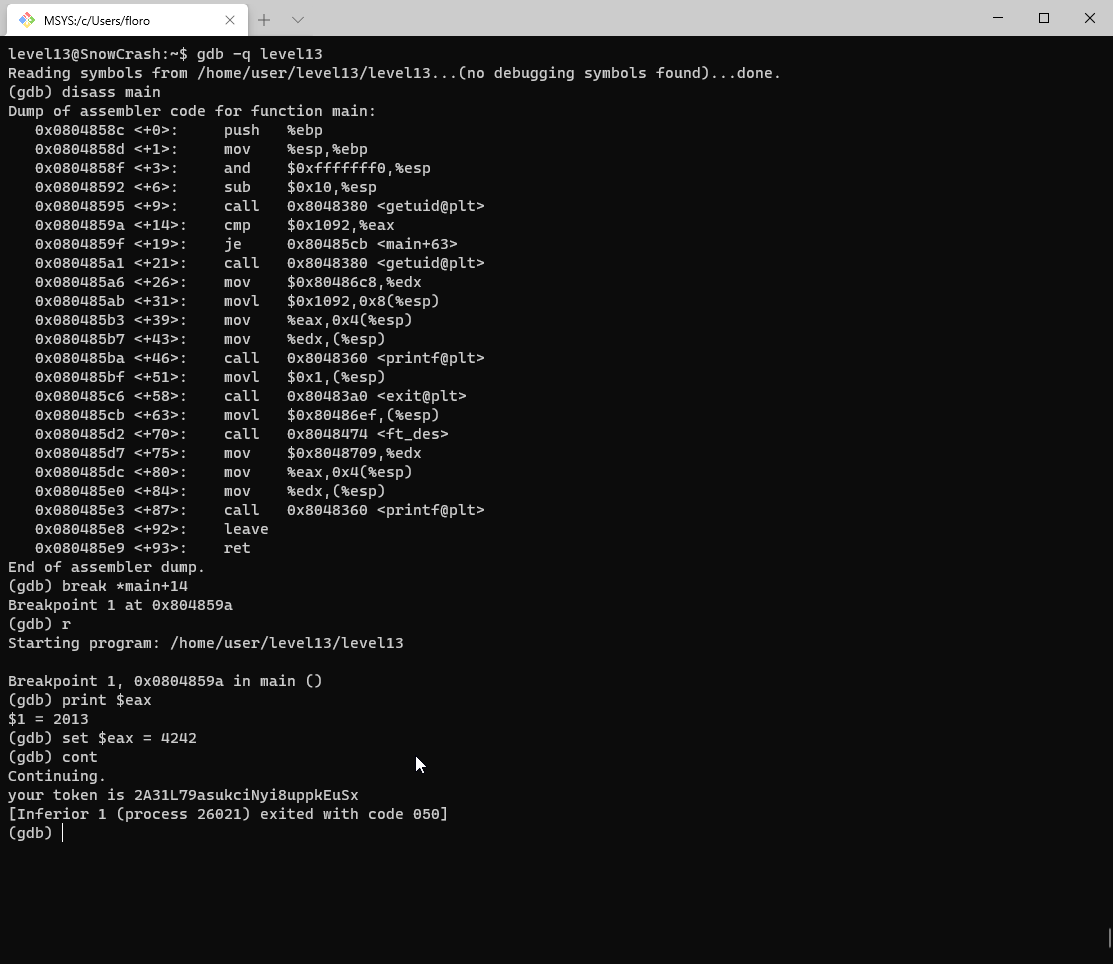 MSYS:/c/Users/floro
level13@SnowCrash:~$ gdb -q level13
Reading symbols from /home/user/level13/level13...(no debugging symbols found)...done.
(gdb) disass main
Dump of assembler code for function main:
   0x0804858c <+0>:     push   %ebp
   0x0804858d <+1>:     mov    %esp,%ebp
   0x0804858f <+3>:     and    $0xfffffff0,%esp
   0x08048592 <+6>:     sub    $0x10,%esp
   0x08048595 <+9>:     call   0x8048380 <getuid@plt>
   0x0804859a <+14>:    cmp    $0x1092,%eax
   0x0804859f <+19>:    je     0x80485cb <main+63>
   0x080485a1 <+21>:    call   0x8048380 <getuid@plt>
   0x080485a6 <+26>:    mov    $0x80486c8,%edx
   0x080485ab <+31>:    movl   $0x1092,0x8(%esp)
   0x080485b3 <+39>:    mov    %eax,0x4(%esp)
   0x080485b7 <+43>:    mov    %edx,(%esp)
   0x080485ba <+46>:    call   0x8048360 <printf@plt>
   0x080485bf <+51>:    movl   $0x1,(%esp)
   0x080485c6 <+58>:    call   0x80483a0 <exit@plt>
   0x080485cb <+63>:    movl   $0x80486ef,(%esp)
   0x080485d2 <+70>:    call   0x8048474 <ft_des>
   0x080485d7 <+75>:    mov    $0x8048709,%edx
   0x080485dc <+80>:    mov    %eax,0x4(%esp)
   0x080485e0 <+84>:    mov    %edx,(%esp)
   0x080485e3 <+87>:    call   0x8048360 <printf@plt>
   0x080485e8 <+92>:    leave
   0x080485e9 <+93>:    ret
End of assembler dump.
(gdb) break *main+14
Breakpoint 1 at 0x804859a
(gdb) r
Starting program: /home/user/level13/level13
Breakpoint 1, 0x0804859a in main ()
(gdb) print $eax
$1 = 2013
(gdb) set $eax = 4242
(gdb) cont
Continuing.
your token is 2A31L79asukciNyi8uppkEuSx
[Inferior 1 (process 26021) exited with code 050]
(gdb)